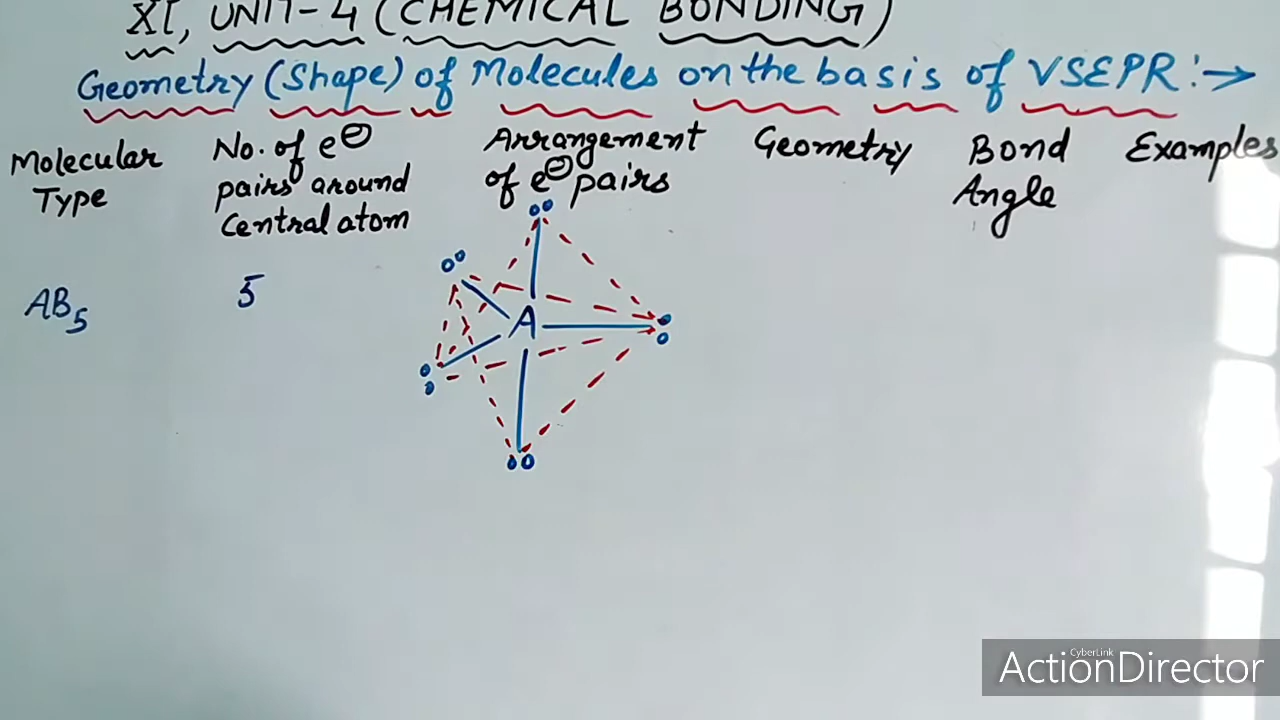 XI, UNIT-4 (CHEMICAL BONDING)
Geometry (Shape) of Molecules on the basis of VSEPR:→
Molecular Type
No. of e⊖ pairs around Central atom
Arrangement of e⊖ pairs
Geometry
Bond Angle
Examples
AB5
5
A
CyberLink
ActionDirector